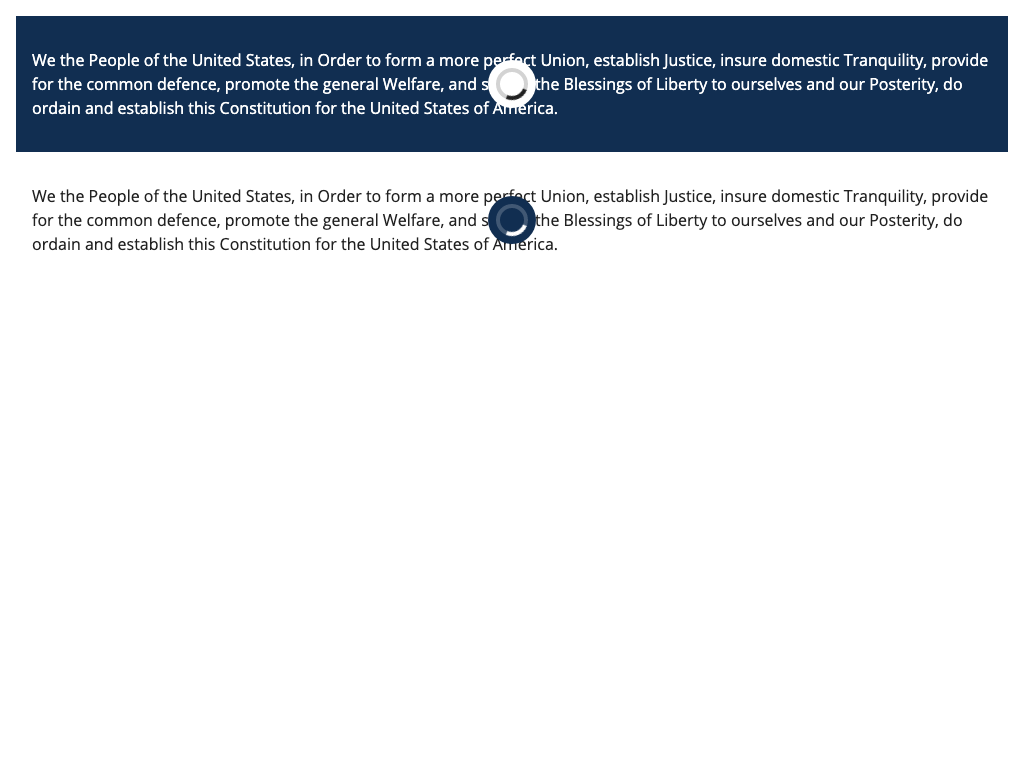 We the People of the United States, in Order to form a more perfect Union, establish Justice, insure domestic Tranquility, provide
for the common defence, promote the general Welfare, and the Blessings of Liberty to ourselves and our Posterity, do
ordain and establish this Constitution for the United States of America.
We the People of the United States, in Order to form a more perfect Union, establish Justice, insure domestic Tranquility, provide
for the common defence, promote the general Welfare, and the Blessings of Liberty to ourselves and our Posterity, do
ordain and establish this Constitution for the United States of America.